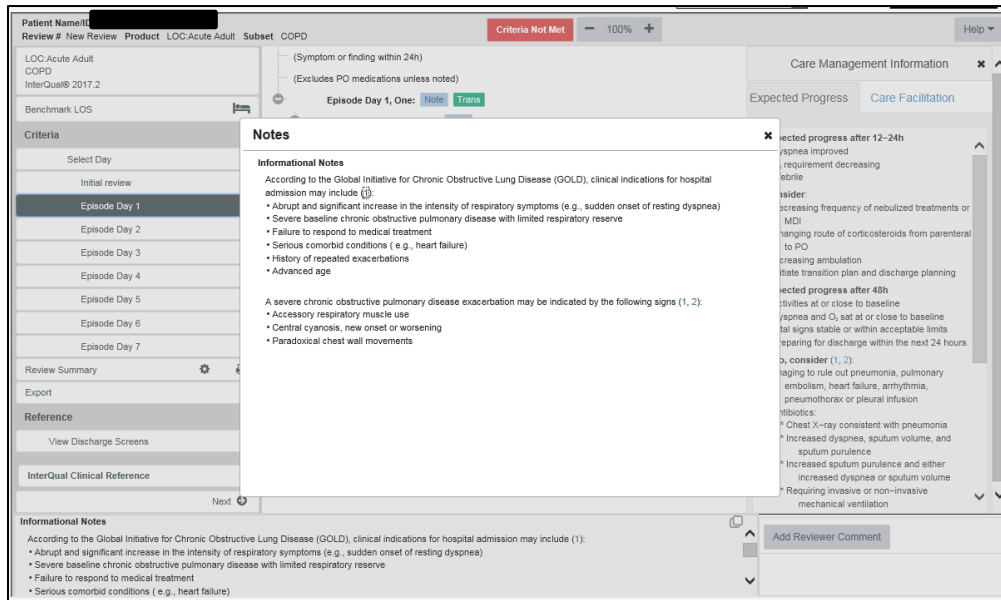 Patient Name/ID
Review # New Review Product LOC:Acute Adult Subset COPD
Criteria Not Met
100%
Help
LOC:Acute Adult
COPD
InterQual® 2017.2
Benchmark LOS
Criteria
Select Day
Initial review
Episode Day 1
Episode Day 2
Episode Day 3
Episode Day 4
Episode Day 5
Episode Day 6
Episode Day 7
Review Summary
Export
Reference
View Discharge Screens
InterQual Clinical Reference
Next
(Symptom or finding within 24h)
(Excludes PO medications unless noted)
Episode Day 1, One: Note Trans
Notes
Informational Notes
According to the Global Initiative for Chronic Obstructive Lung Disease (GOLD), clinical indications for hospital
admission may include (1):
• Abrupt and significant increase in the intensity of respiratory symptoms (e.g., sudden onset of resting dyspnea)
• Severe baseline chronic obstructive pulmonary disease with limited respiratory reserve
• Failure to respond to medical treatment
• Serious comorbid conditions ( e.g., heart failure)
• History of repeated exacerbations
• Advanced age
A severe chronic obstructive pulmonary disease exacerbation may be indicated by the following signs (1, 2):
• Accessory respiratory muscle use
• Central cyanosis, new onset or worsening
• Paradoxical chest wall movements
Care Management Information
Expected Progress Care Facilitation
pected progress after 12–24h
yspnea improved
requirement decreasing
ebrile
nsider:
ecreasing frequency of nebulized treatments or
MDI
hanging route of corticosteroids from parenteral
to PO
creasing ambulation
itiate transition plan and discharge planning
pected progress after 48h
ctivities at or close to baseline
yspnea and O₂ sat at or close to baseline
tal signs stable or within acceptable limits
reparing for discharge within the next 24 hours.
o, consider (1, 2):
aging to rule out pneumonia, pulmonary
embolism, heart failure, arrhythmia,
pneumothorax or pleural infusion
ntibiotics:
* Chest X–ray consistent with pneumonia
* Increased dyspnea, sputum volume, and
sputum purulence
* Increased sputum purulence and either
increased dyspnea or sputum volume
* Requiring invasive or non–invasive
mechanical ventilation
Informational Notes
According to the Global Initiative for Chronic Obstructive Lung Disease (GOLD), clinical indications for hospital admission may include (1):
• Abrupt and significant increase in the intensity of respiratory symptoms (e.g., sudden onset of resting dyspnea)
• Severe baseline chronic obstructive pulmonary disease with limited respiratory reserve
• Failure to respond to medical treatment
• Serious comorbid conditions ( e.g., heart failure)
Add Reviewer Comment